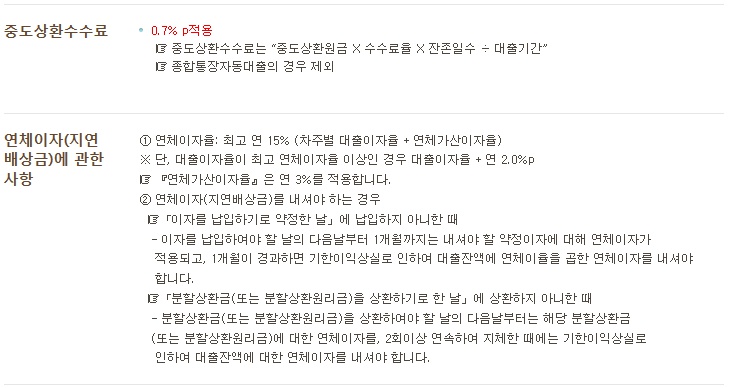 중도상환수수료
• 0.7% p적용
☞ 중도상환수수료는 “중도상환원금 X 수수료율 X 잔존일수 ÷ 대출기간”
☞ 종합통장자동대출의 경우 제외
연체이자(지연
배상금)에 관한
사항
① 연체이자율: 최고 연 15% (차주별 대출이자율 + 연체가산이자율)
※ 단, 대출이자율이 최고 연체이자율 이상인 경우 대출이자율 + 연 2.0%p
☞ 『연체가산이자율』은 연 3%를 적용합니다.
② 연체이자(지연배상금)를 내셔야 하는 경우
☞「이자를 납입하기로 약정한 날」에 납입하지 아니한 때
- 이자를 납입하여야 할 날의 다음날부터 1개월까지는 내셔야 할 약정이자에 대해 연체이자가
적용되고, 1개월이 경과하면 기한이익상실로 인하여 대출잔액에 연체이율을 곱한 연체이자를 내셔야
합니다.
☞「분할상환금(또는 분할상환원리금)을 상환하기로 한 날」에 상환하지 아니한 때
- 분할상환금(또는 분할상환원리금)을 상환하여야 할 날의 다음날부터는 해당 분할상환금
(또는 분할상환원리금)에 대한 연체이자를, 2회이상 연속하여 지체한 때에는 기한이익상실로
인하여 대출잔액에 대한 연체이자를 내셔야 합니다.